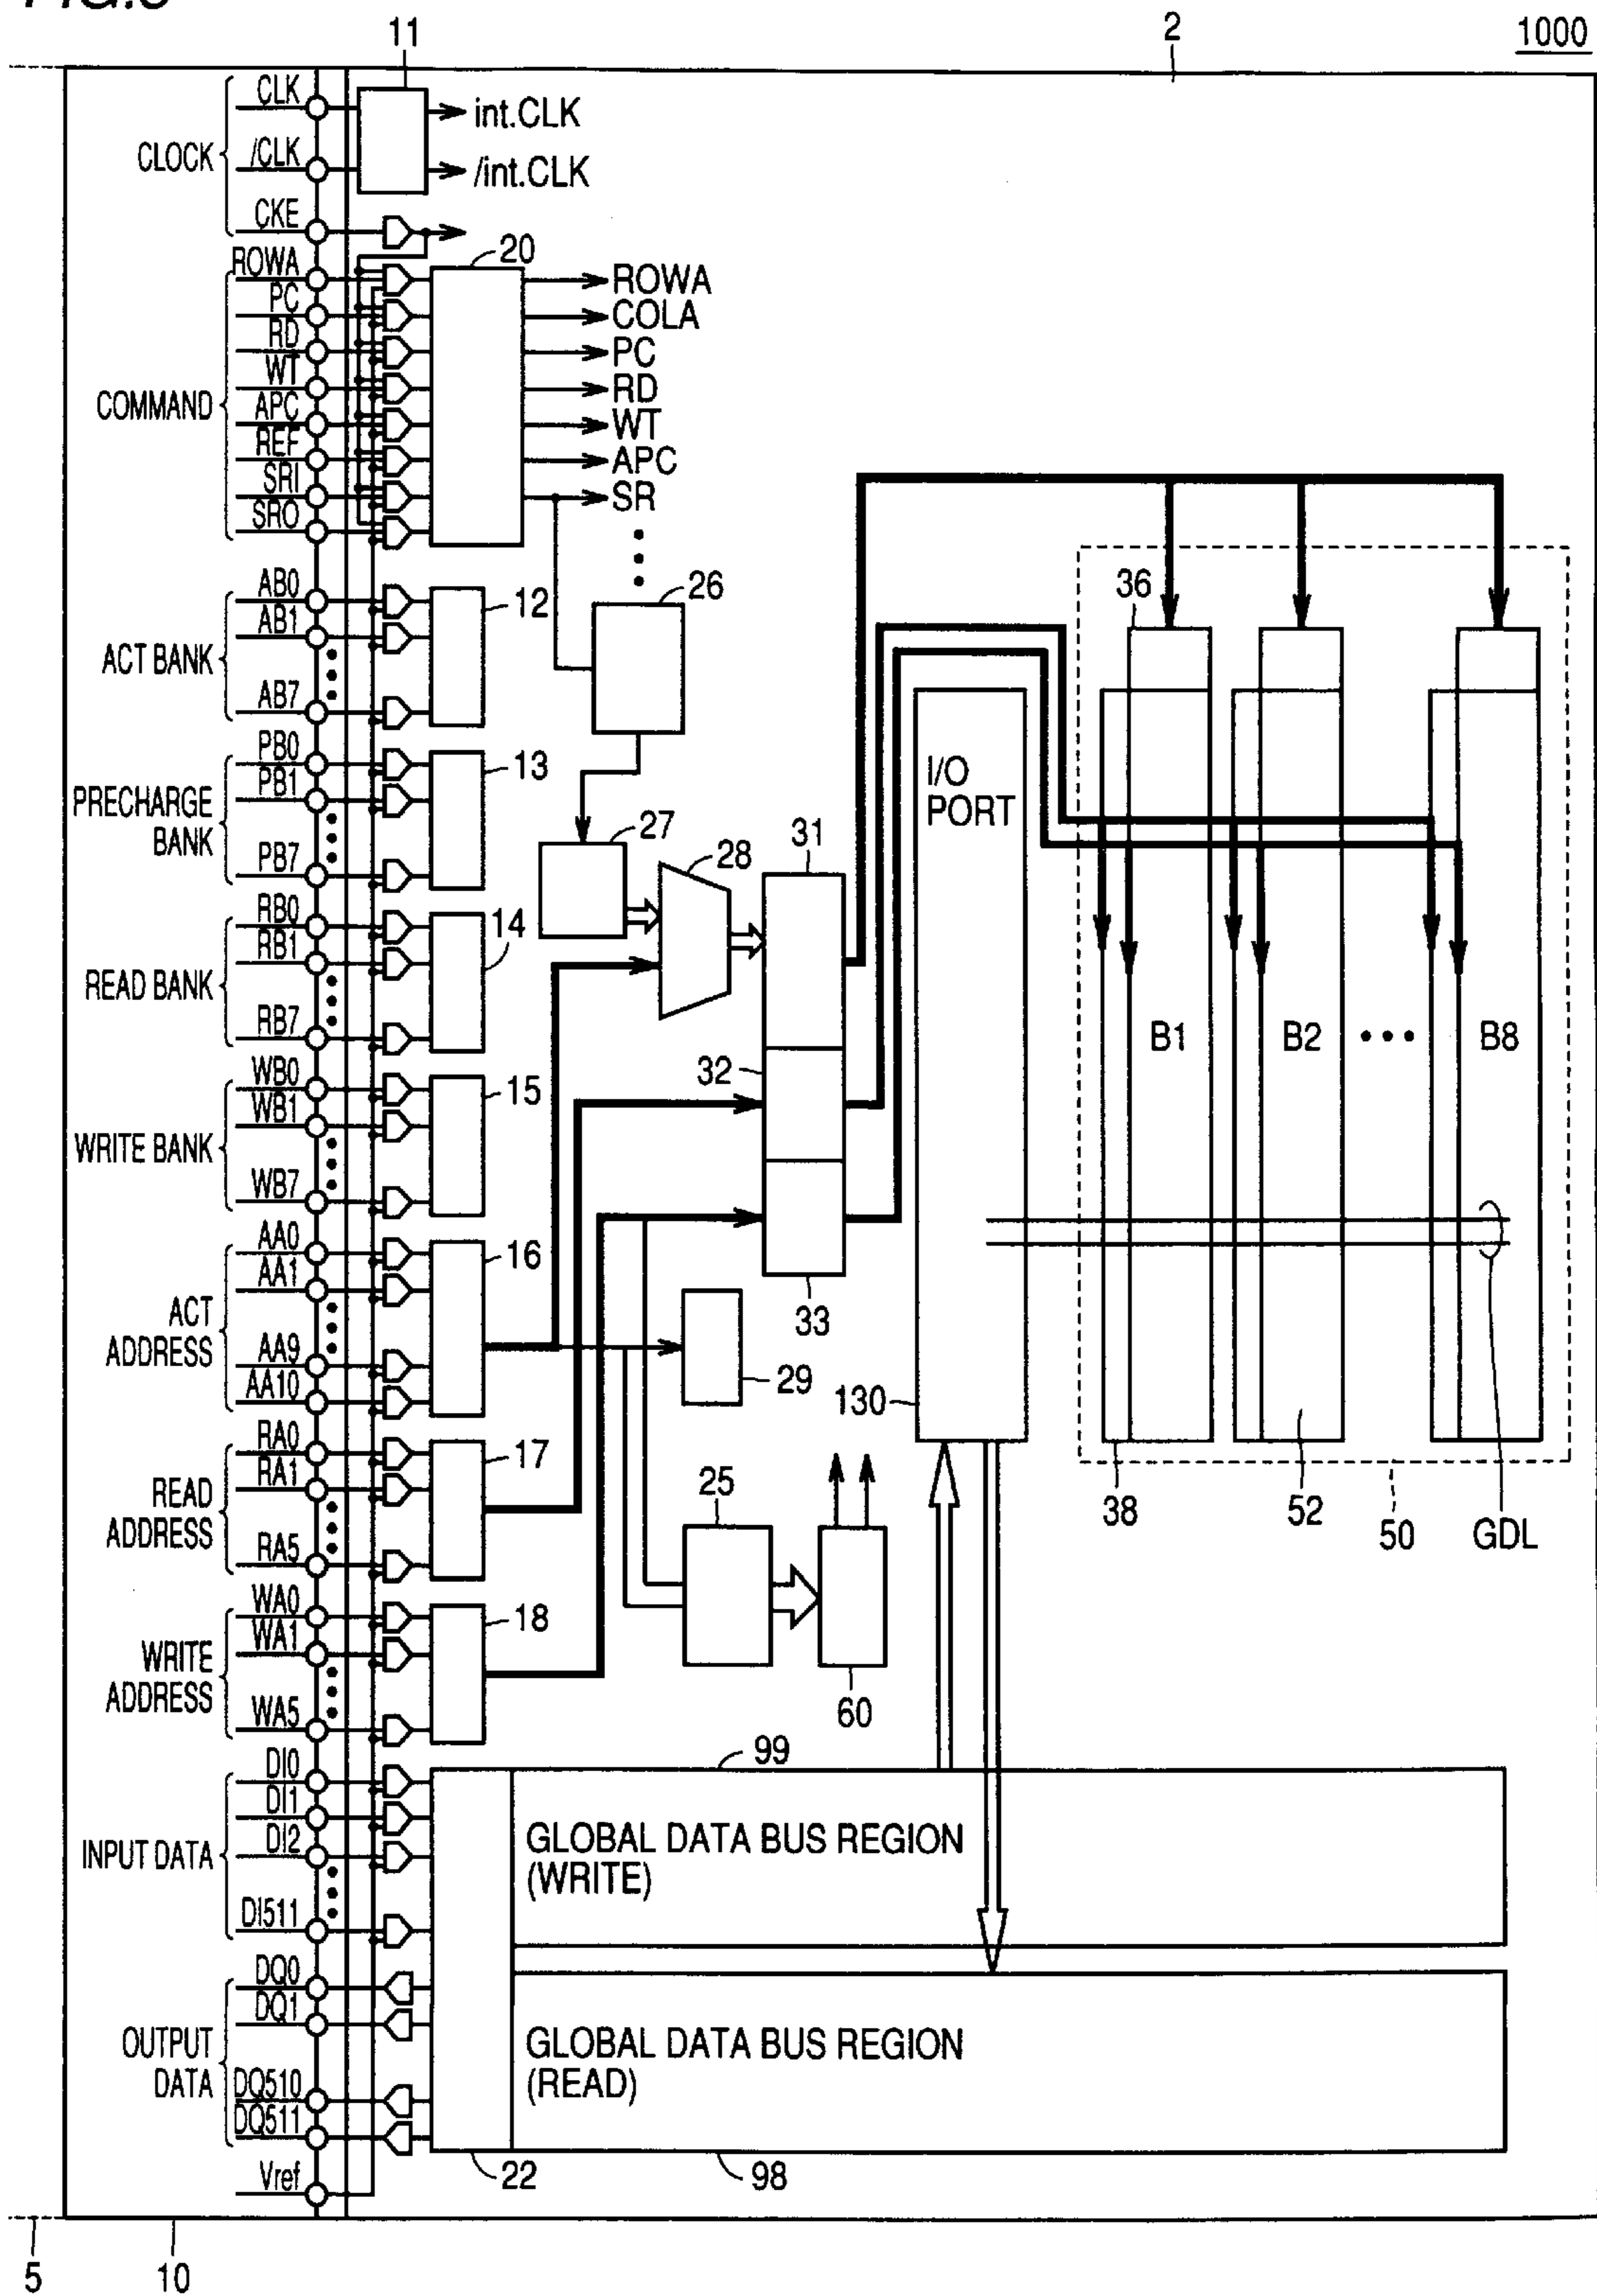 11
2
1000
CLK
/CLK
CKE
CLOCK
int.CLK
/int.CLK
20
ROWA
PC
RD
WT
APC
REF
SRI
SRO
COMMAND
ROWA
COLA
PC
RD
WT
APC
SR
AB0
AB1
AB7
ACT BANK
12
26
36
PB0
PB1
PB7
PRECHARGE
BANK
13
27
28
31
I/O
PORT
RB0
RB1
RB7
READ BANK
14
B1
B2
B8
32
WB0
WB1
WB7
WRITE BANK
15
AA0
AA1
AA9
AA10
ACT
ADDRESS
16
33
29
130
RA0
RA1
RA5
READ
ADDRESS
17
25
38
52
50
GDL
WA0
WA1
WA5
WRITE
ADDRESS
18
60
99
DI0
DI1
DI2
DI511
INPUT DATA
GLOBAL DATA BUS REGION
(WRITE)
DQ0
DQ1
DQ510
DQ511
OUTPUT
DATA
GLOBAL DATA BUS REGION
(READ)
Vref
22
98
5
10